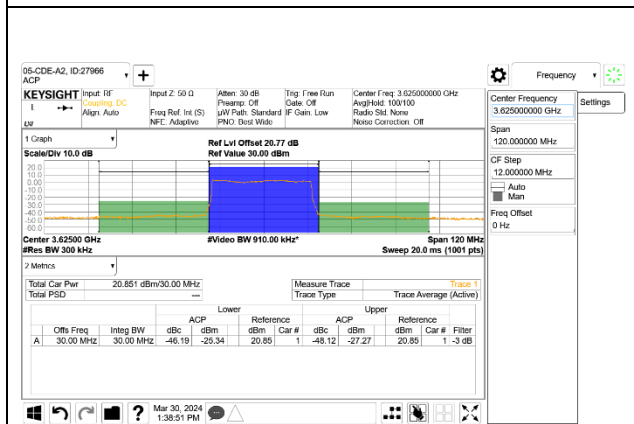 05-CDE-A2, ID:27966
ACP
Frequency
KEYSIGHT Input: RF Input Z: 50 Ω Atten: 30 dB Trig: Free Run Center Freq: 3.625000000 GHz
L Coupling: DC Preamp: Off Gate: Off Avg|Hold: 100/100
Align: Auto Freq Ref: Int (S) µW Path: Standard IF Gain: Low Radio Std: None
NFE: Adaptive PNO: Best Wide Noise Correction: Off
Center Frequency
3.625000000 GHz
Settings
Span
120.000000 MHz
CF Step
12.000000 MHz
Auto
Man
Freq Offset
0 Hz
1 Graph
Scale/Div 10.0 dB
Ref Lvl Offset 20.77 dB
Ref Value 30.00 dBm
20.0
10.0
0.00
-10.0
-20.0
-30.0
-40.0
-50.0
-60.0
Center 3.62500 GHz #Video BW 910.00 kHz* Span 120 MHz
#Res BW 300 kHz Sweep 20.0 ms (1001 pts)
2 Metrics
Total Car Pwr 20.851 dBm/30.00 MHz Measure Trace Trace 1
Total PSD --- Trace Type Trace Average (Active)
Lower Upper
ACP Reference ACP Reference
Offs Freq Integ BW dBc dBm dBm Car # dBc dBm dBm Car # Filter
A 30.00 MHz 30.00 MHz -46.19 -25.34 20.85 1 -48.12 -27.27 20.85 1 -3 dB
Mar 30, 2024
1:38:51 PM